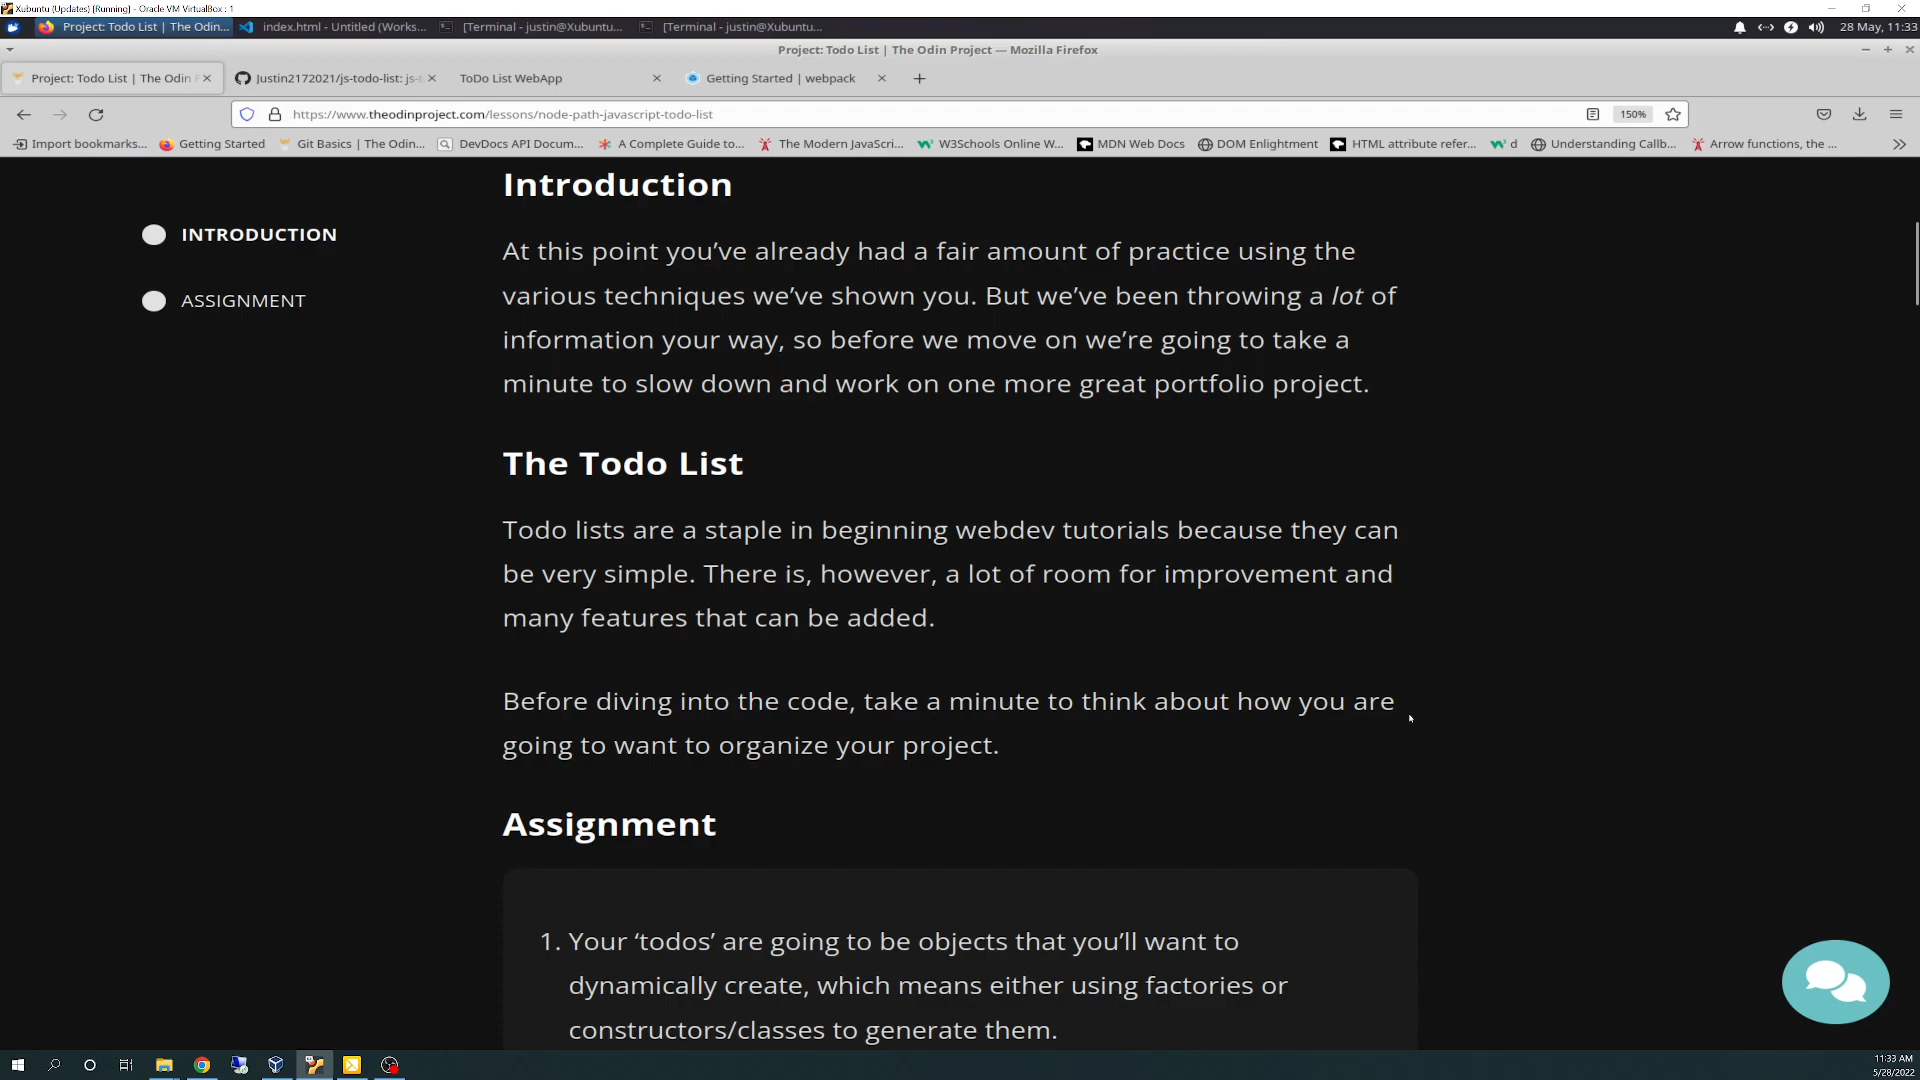 Xubuntu (Updates) [Running] - Oracle VM VirtualBox : 1
Project: Todo List | The Odin...
index.html - Untitled (Works...
[Terminal - justin@Xubuntu...
[Terminal - justin@Xubuntu...
28 May, 11:33
Project: Todo List | The Odin Project — Mozilla Firefox
Project: Todo List | The Odin P
Justin2172021/js-todo-list: js-t
ToDo List WebApp
Getting Started | webpack
https://www.theodinproject.com/lessons/node-path-javascript-todo-list
150%
Import bookmarks...
Getting Started
Git Basics | The Odin...
DevDocs API Docum...
A Complete Guide to...
The Modern JavaScri...
W3Schools Online W...
MDN Web Docs
DOM Enlightment
HTML attribute refer...
d
Understanding Callb...
Arrow functions, the ...
INTRODUCTION
ASSIGNMENT
Introduction
At this point you’ve already had a fair amount of practice using the
various techniques we’ve shown you. But we’ve been throwing a lot of
information your way, so before we move on we’re going to take a
minute to slow down and work on one more great portfolio project.
The Todo List
Todo lists are a staple in beginning webdev tutorials because they can
be very simple. There is, however, a lot of room for improvement and
many features that can be added.
Before diving into the code, take a minute to think about how you are
going to want to organize your project.
Assignment
1. Your ‘todos’ are going to be objects that you’ll want to
dynamically create, which means either using factories or
constructors/classes to generate them.
11:33 AM
5/28/2022